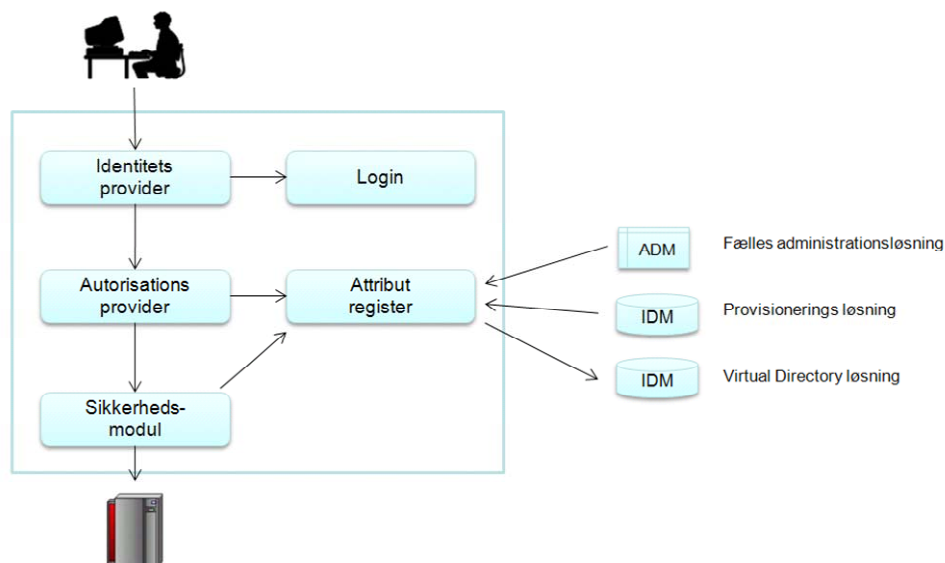 Identitets
provider
Login
Autorisations
provider
Attribut
register
Sikkerheds-
modul
ADM
Fælles administrationsløsning
IDM
Provisionerings løsning
IDM
Virtual Directory løsning